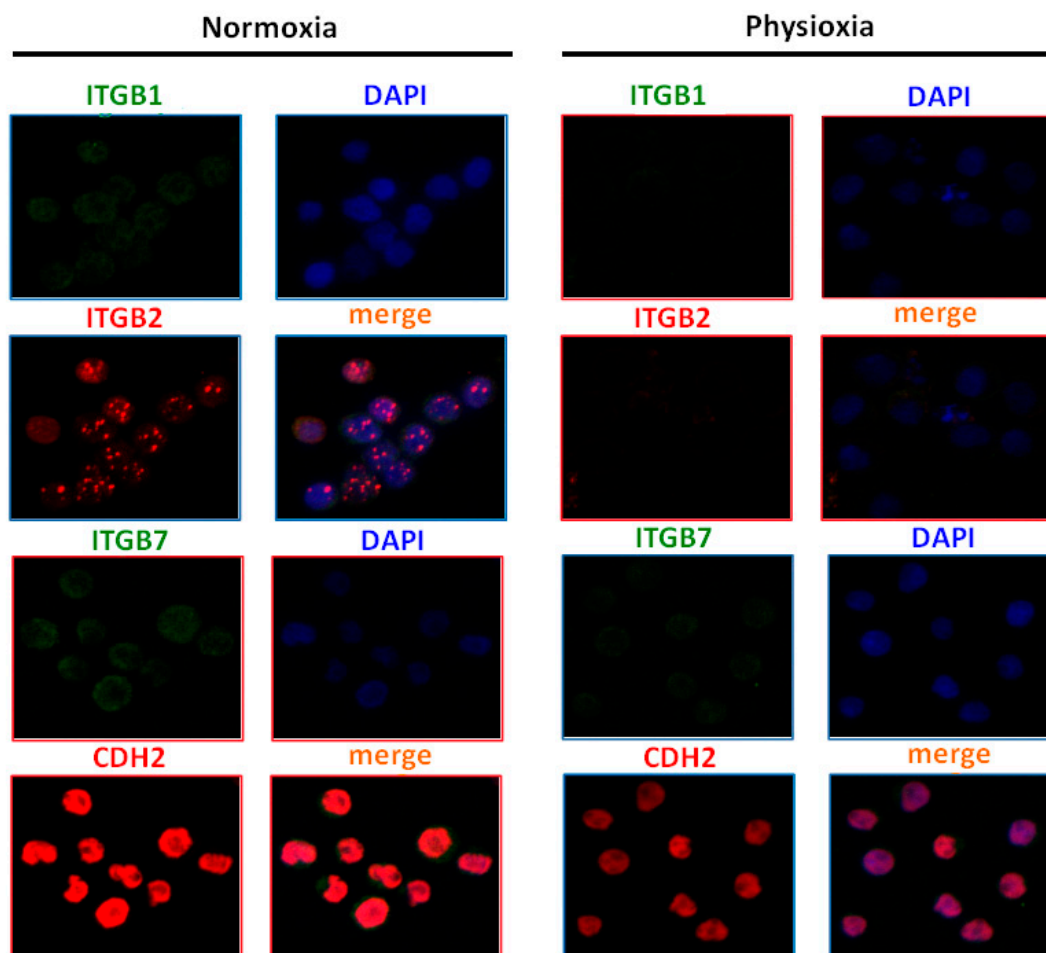 Normoxia Physioxia
ITGB1 DAPI ITGB1 DAPI
ITGB2 merge ITGB2 merge
ITGB7 DAPI ITGB7 DAPI
CDH2 merge CDH2 merge